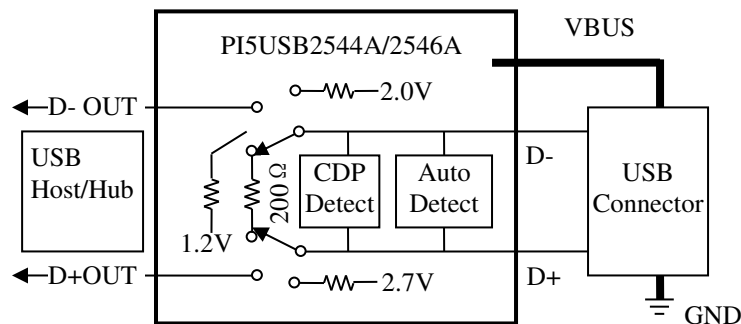 PI5USB2544A/2546A
VBUS
2.0V
D- OUT
USB
Host/Hub
200 Ω
CDP
Detect
Auto
Detect
D-
USB
Connector
1.2V
D+OUT
2.7V
D+
GND